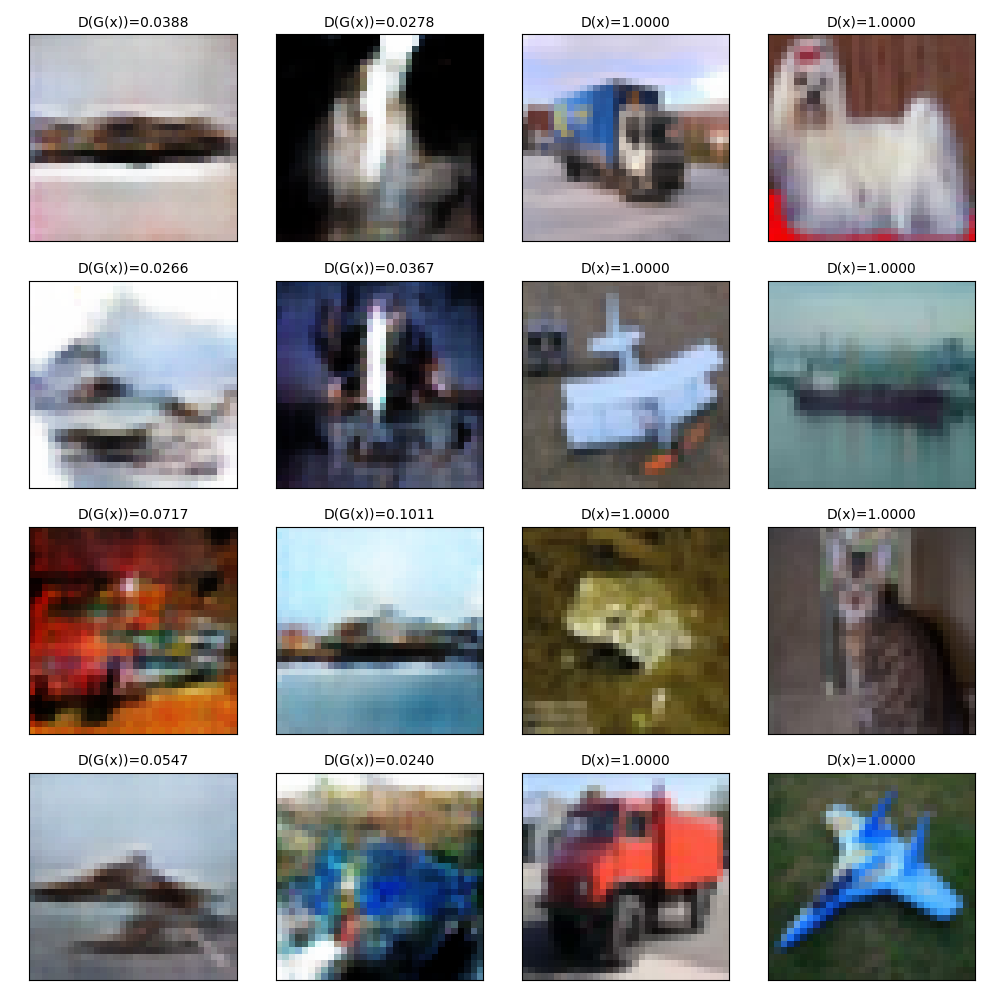 D(G(x))=0.0388
D(G(x))=0.0278
D(x)=1.0000
D(x)=1.0000
D(G(x))=0.0266
D(G(x))=0.0367
D(x)=1.0000
D(x)=1.0000
D(G(x))=0.0717
D(G(x))=0.1011
D(x)=1.0000
D(x)=1.0000
D(G(x))=0.0547
D(G(x))=0.0240
D(x)=1.0000
D(x)=1.0000